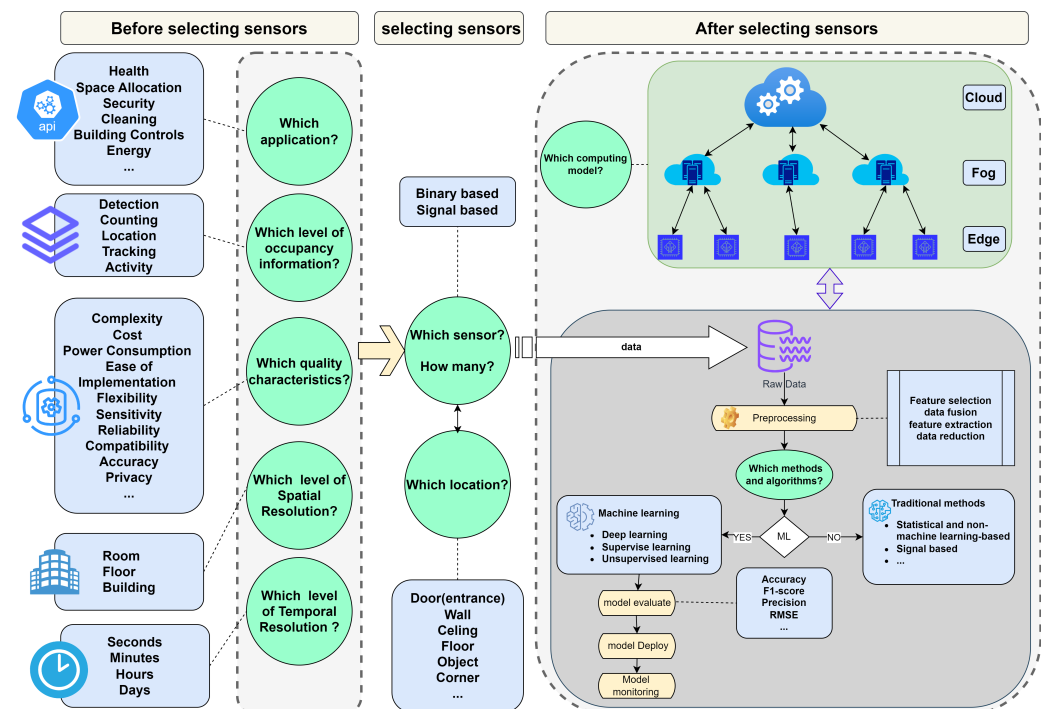 Before selecting sensors
selecting sensors
After selecting sensors
api
Health
Space Allocation
Security
Cleaning
Building Controls
Energy
...
Which
application?
Detection
Counting
Location
Tracking
Activity
Which level of
occupancy
information?
Complexity
Cost
Power Consumption
Ease of
Implementation
Flexibility
Sensitivity
Reliability
Compatibility
Accuracy
Privacy
...
Which quality
characteristics?
Room
Floor
Building
Which level of
Spatial
Resolution?
Seconds
Minutes
Hours
Days
Which level
of Temporal
Resolution ?
Binary based
Signal based
Which sensor?
How many?
Which location?
Door(entrance)
Wall
Celing
Floor
Object
Corner
...
Which computing
model?
Cloud
Fog
Edge
data
Raw Data
Preprocessing
Feature selection
data fusion
feature extraction
data reduction
Which methods
and algorithms?
ML
YES
NO
Machine learning
• Deep learning
• Supervise learning
• Unsupervised learning
Traditional methods
• Statistical and non-
machine learning-based
• Signal based
• ...
model evaluate
Accuracy
F1-score
Precision
RMSE
...
model Deploy
Model
monitoring